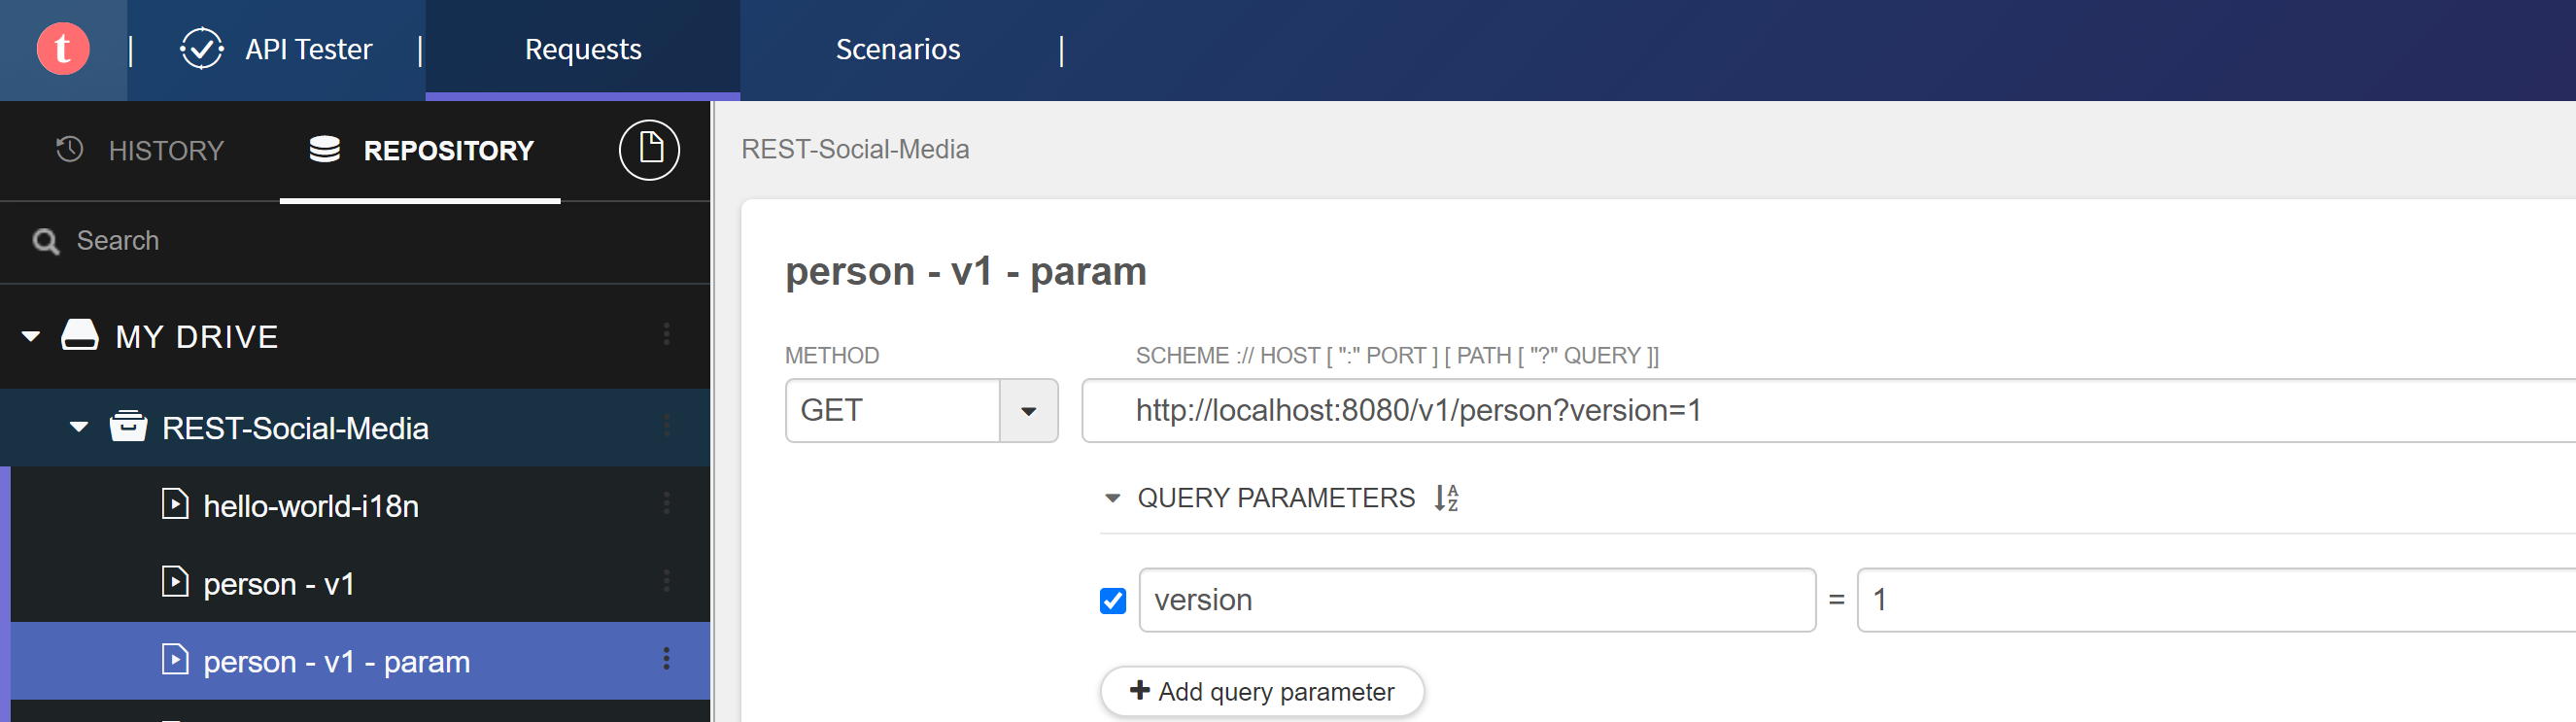 t | API Tester | Requests Scenarios |
HISTORY REPOSITORY
Search
MY DRIVE
REST-Social-Media
hello-world-i18n
person - v1
person - v1 - param
REST-Social-Media
person - v1 - param
METHOD SCHEME :// HOST [ ":" PORT ] [ PATH [ "?" QUERY ]]
GET http://localhost:8080/v1/person?version=1
QUERY PARAMETERS
version = 1
+ Add query parameter